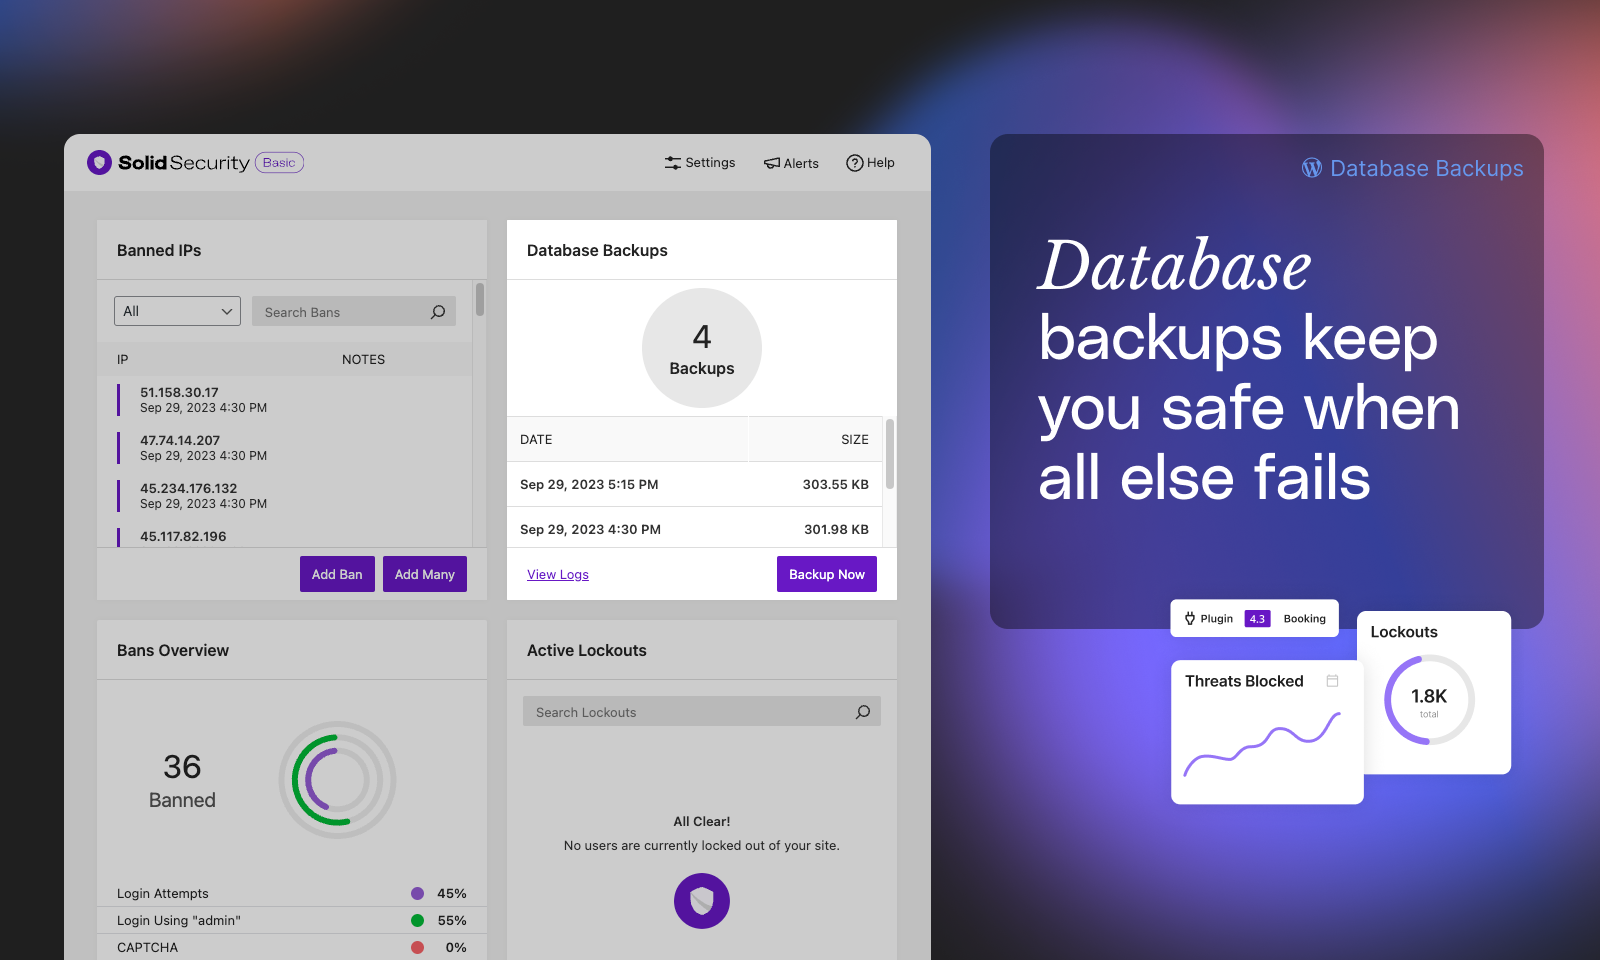 SolidSecurity Basic
Settings
Alerts
Help
Banned IPs
All
Search Bans
IP NOTES
51.158.30.17
Sep 29, 2023 4:30 PM
47.74.14.207
Sep 29, 2023 4:30 PM
45.234.176.132
Sep 29, 2023 4:30 PM
45.117.82.196
Add Ban
Add Many
Database Backups
4
Backups
DATE SIZE
Sep 29, 2023 5:15 PM 303.55 KB
Sep 29, 2023 4:30 PM 301.98 KB
View Logs
Backup Now
Bans Overview
36
Banned
Login Attempts 45%
Login Using "admin" 55%
CAPTCHA 0%
Active Lockouts
Search Lockouts
All Clear!
No users are currently locked out of your site.
Database Backups
Database
backups keep
you safe when
all else fails
Plugin 4.3 Booking
Threats Blocked
Lockouts
1.8K
total